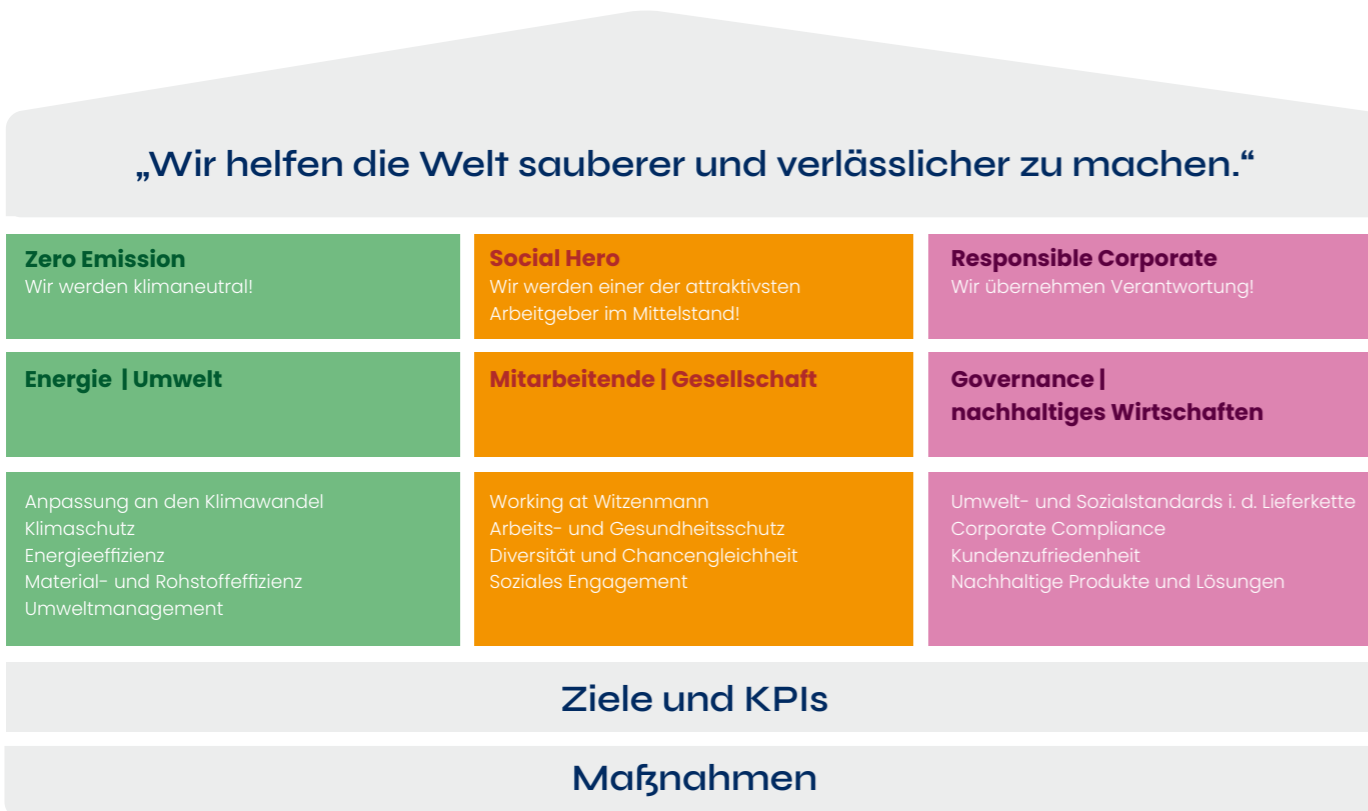 „Wir helfen die Welt sauberer und verlässlicher zu machen.“
Zero Emission
Wir werden klimaneutral!
Social Hero
Wir werden einer der attraktivsten
Arbeitgeber im Mittelstand!
Responsible Corporate
Wir übernehmen Verantwortung!
Energie | Umwelt
Mitarbeitende | Gesellschaft
Governance |
nachhaltiges Wirtschaften
Anpassung an den Klimawandel
Klimaschutz
Energieeffizienz
Material- und Rohstoffeffizienz
Umweltmanagement
Working at Witzenmann
Arbeits- und Gesundheitsschutz
Diversität und Chancengleichheit
Soziales Engagement
Umwelt- und Sozialstandards i. d. Lieferkette
Corporate Compliance
Kundenzufriedenheit
Nachhaltige Produkte und Lösungen
Ziele und KPIs
Maßnahmen